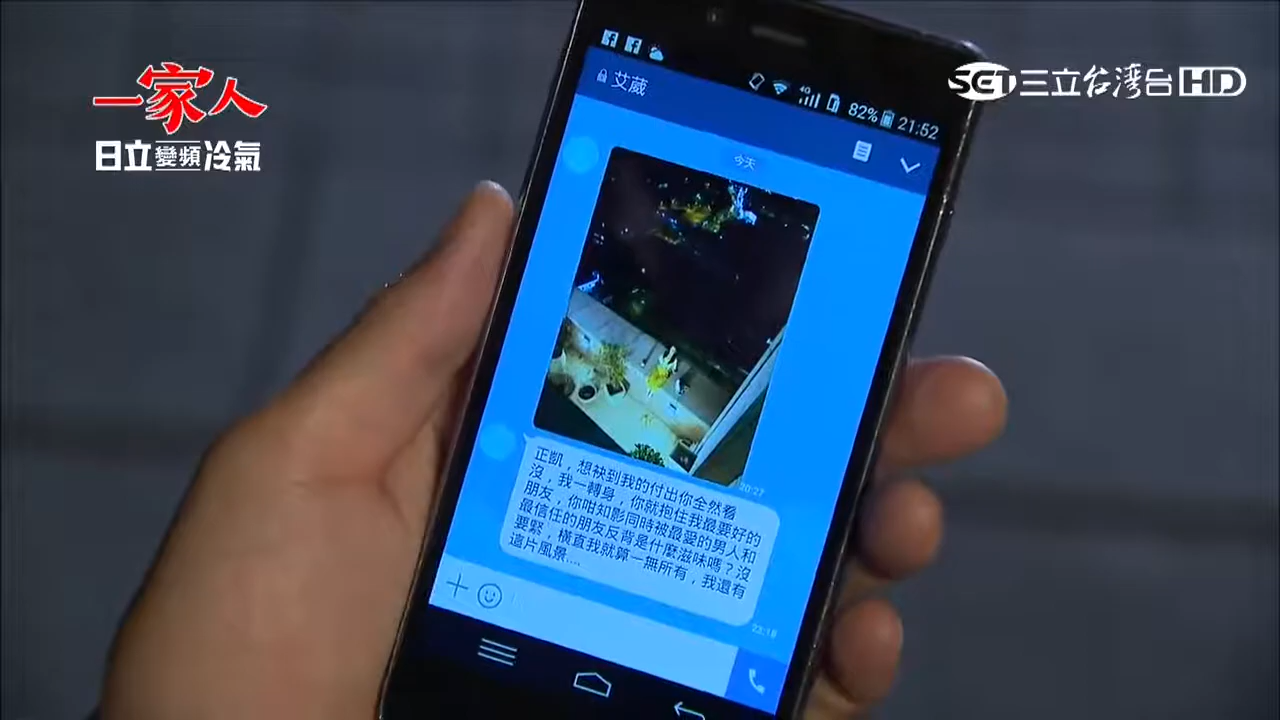 一家人
日立變頻冷氣
SET三立台灣台HD
4G
82%
21:52
艾葳
今天
20:27
正凱，想袂到我的付出你全然看
沒，我一轉身，你就抱住我最要好的
朋友，你咁知影同時被最愛的男人和
最信任的朋友反背是什麼滋味嗎？沒
要緊，橫直我就算一無所有，我還有
這片風景....
22:18